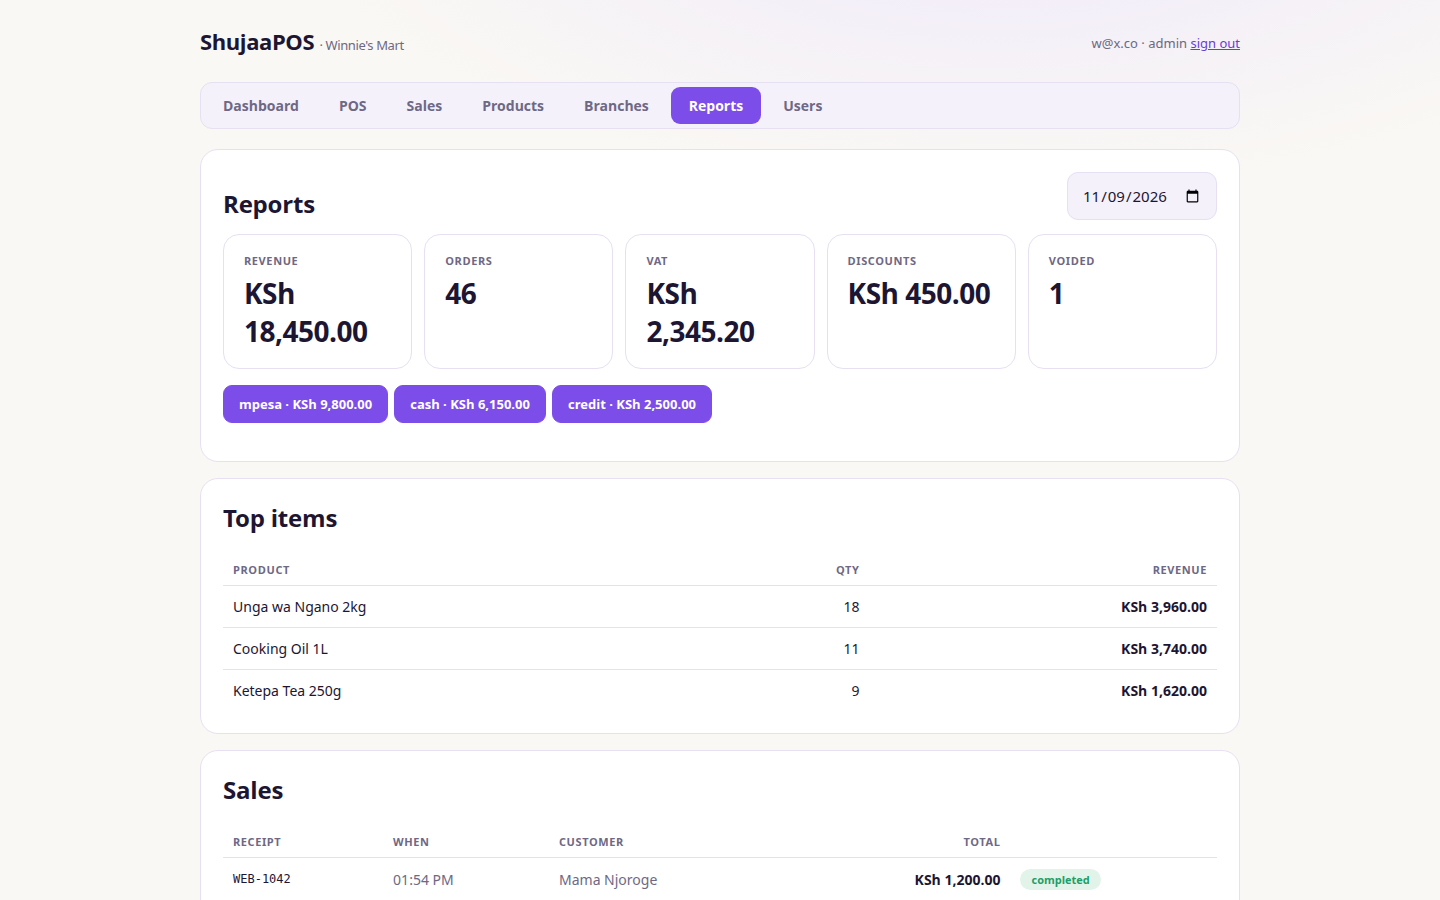 ShujaaPOS · Winnie's Mart
w@x.co · admin sign out
Dashboard POS Sales Products Branches Reports Users
Reports
11/09/2026
REVENUE
KSh
18,450.00
ORDERS
46
VAT
KSh
2,345.20
DISCOUNTS
KSh 450.00
VOIDED
1
mpesa · KSh 9,800.00
cash · KSh 6,150.00
credit · KSh 2,500.00
Top items
PRODUCT QTY REVENUE
Unga wa Ngano 2kg 18 KSh 3,960.00
Cooking Oil 1L 11 KSh 3,740.00
Ketepa Tea 250g 9 KSh 1,620.00
Sales
RECEIPT WHEN CUSTOMER TOTAL
WEB-1042 01:54 PM Mama Njoroge KSh 1,200.00 completed